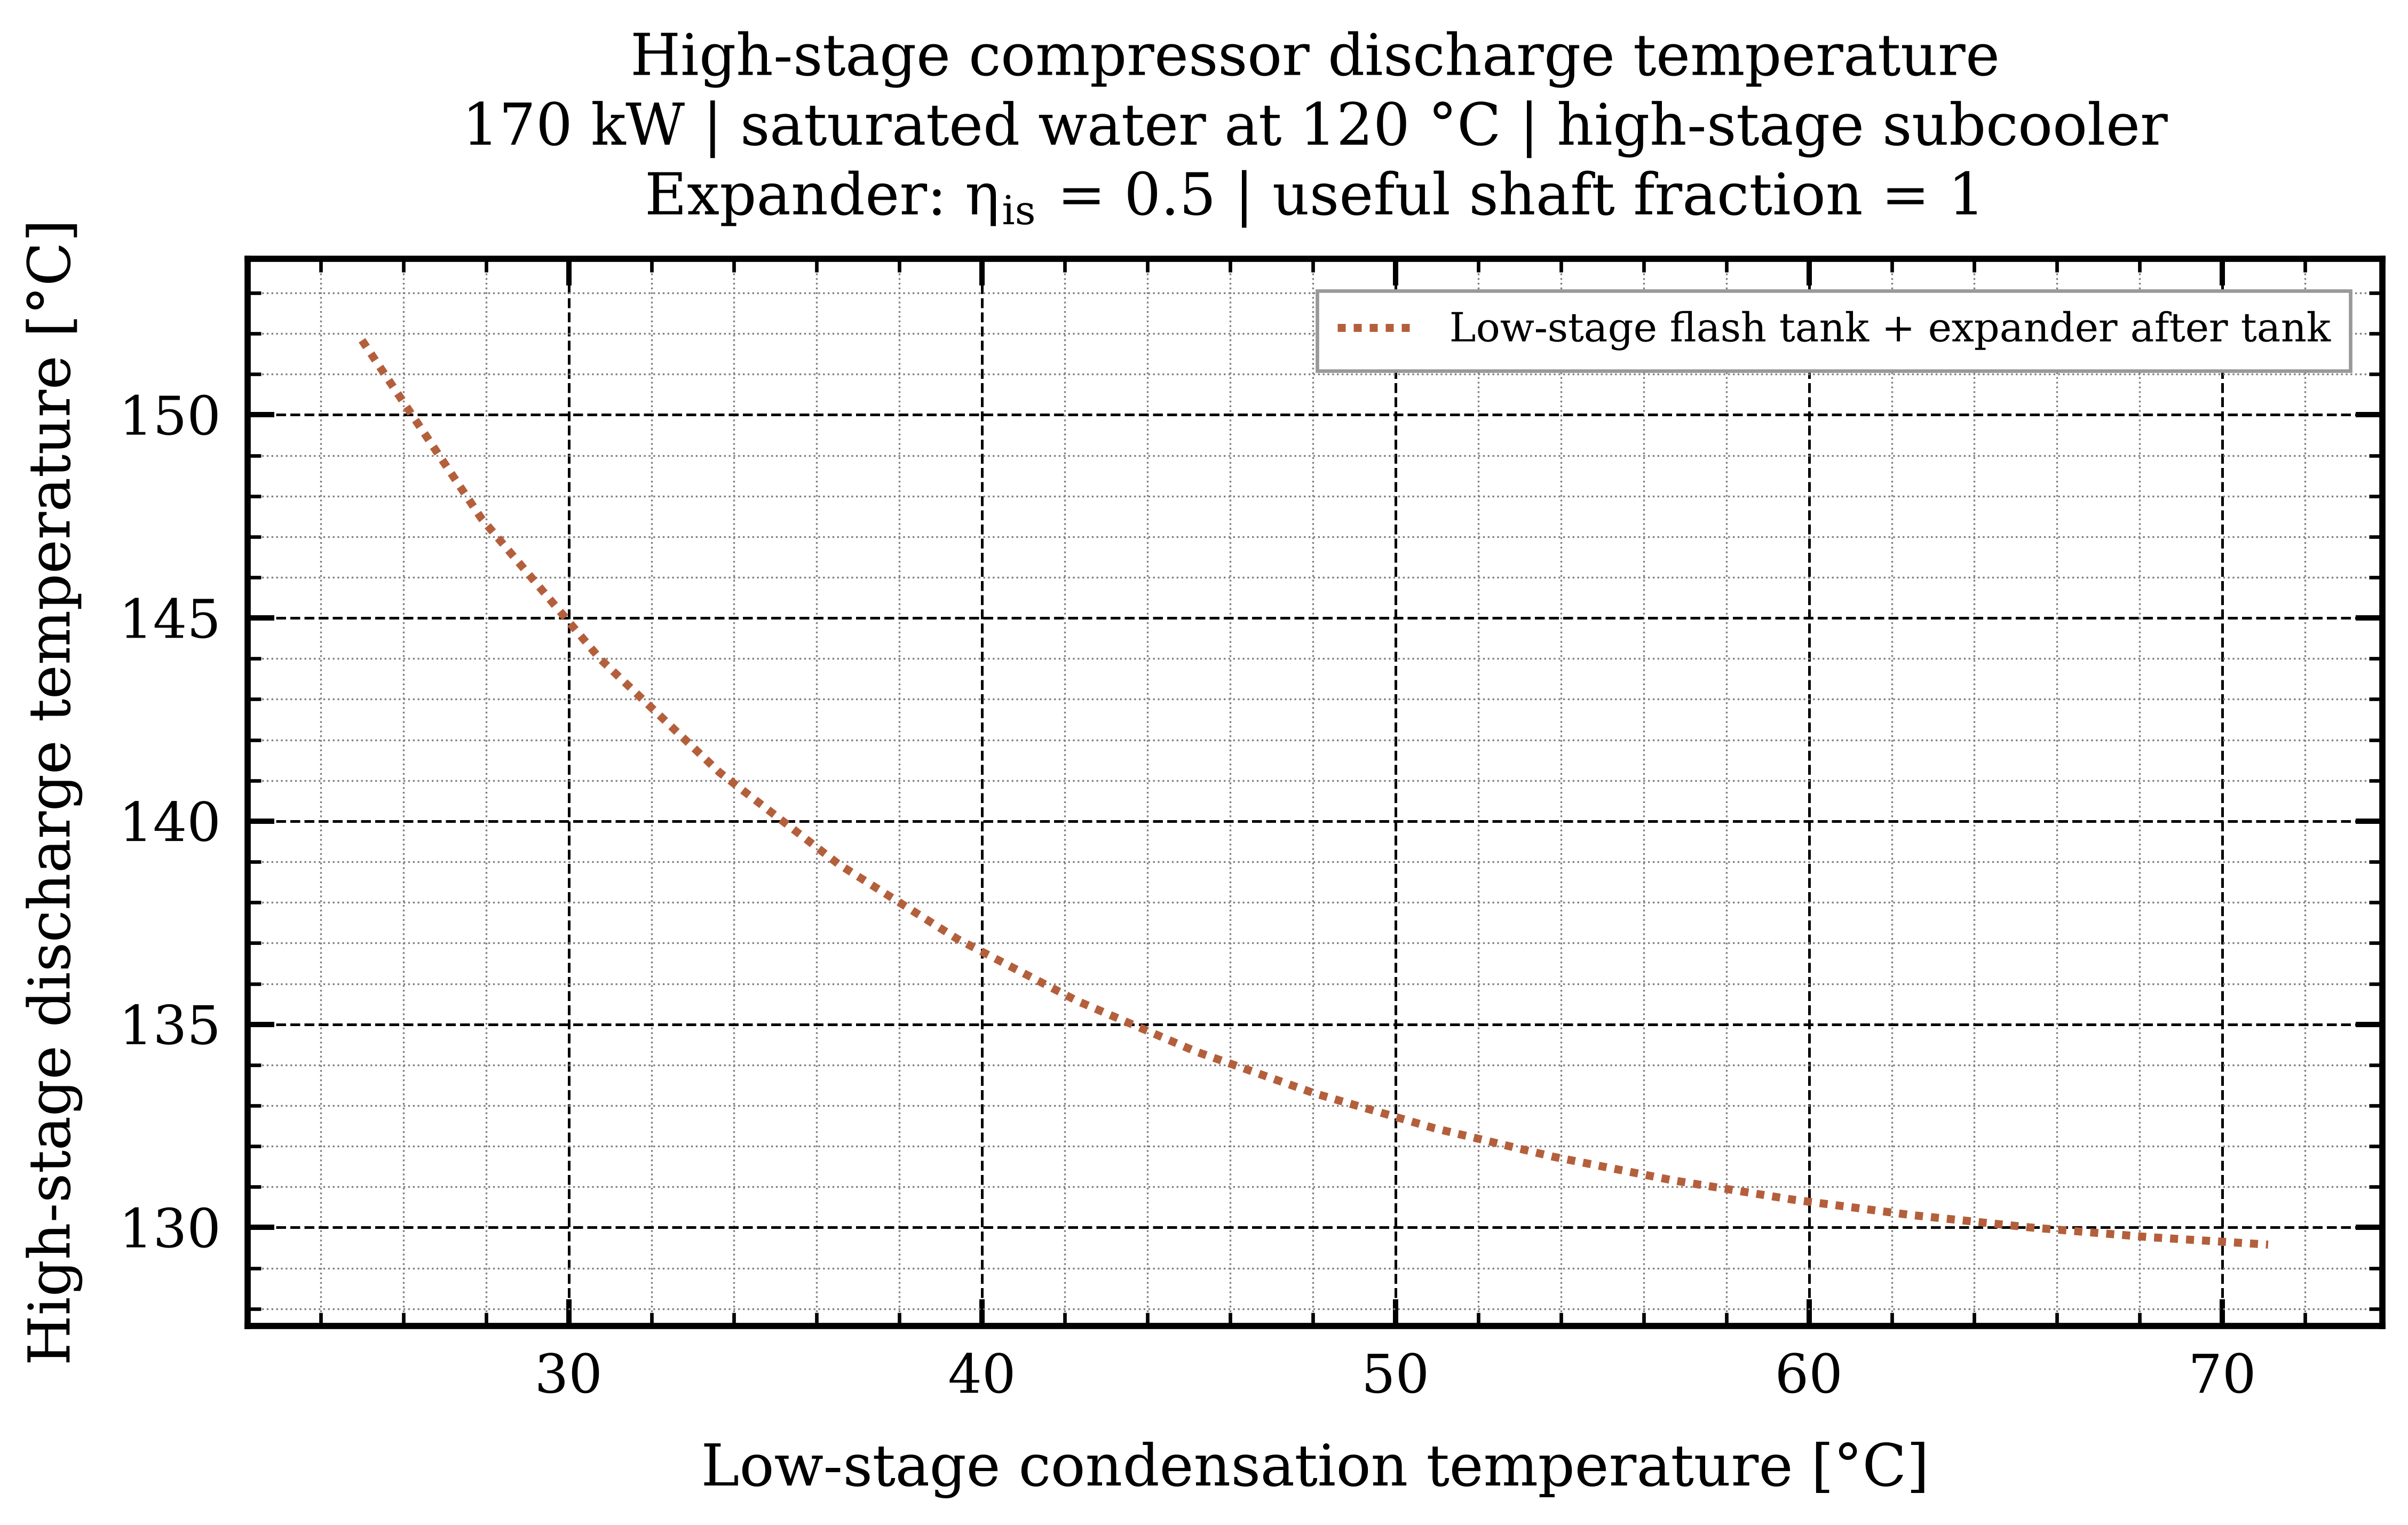 High-stage compressor discharge temperature
170 kW | saturated water at 120 °C | high-stage subcooler
Expander: ηis = 0.5 | useful shaft fraction = 1
High-stage discharge temperature [°C]
Low-stage flash tank + expander after tank
150
145
140
135
130
30 40 50 60 70
Low-stage condensation temperature [°C]